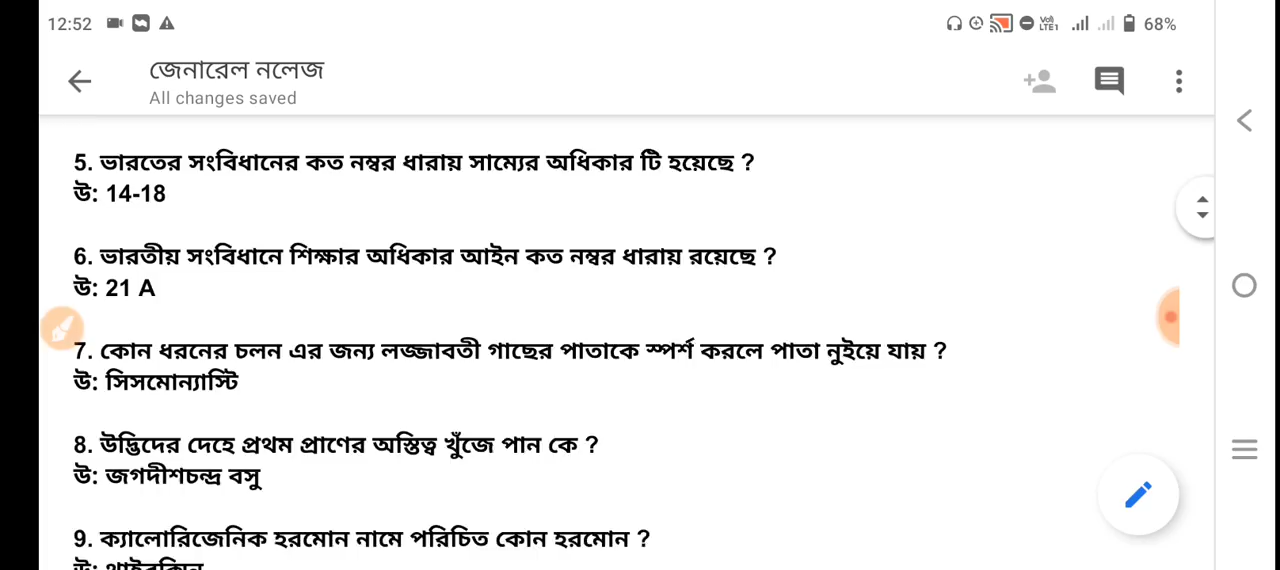 12:52 Vo) LTE1 68%
জেনারেল নলেজ
All changes saved
5. ভারতের সংবিধানের কত নম্বর ধারায় সাম্যের অধিকার টি হয়েছে ?
উ: 14-18
6. ভারতীয় সংবিধানে শিক্ষার অধিকার আইন কত নম্বর ধারায় রয়েছে ?
উ: 21 A
7. কোন ধরনের চলন এর জন্য লজ্জাবতী গাছের পাতাকে স্পর্শ করলে পাতা নুইয়ে যায় ?
উ: সিসমোন্যাস্টি
8. উদ্ভিদের দেহে প্রথম প্রাণের অস্তিত্ব খুঁজে পান কে ?
উ: জগদীশচন্দ্র বসু
9. ক্যালোরিজেনিক হরমোন নামে পরিচিত কোন হরমোন ?